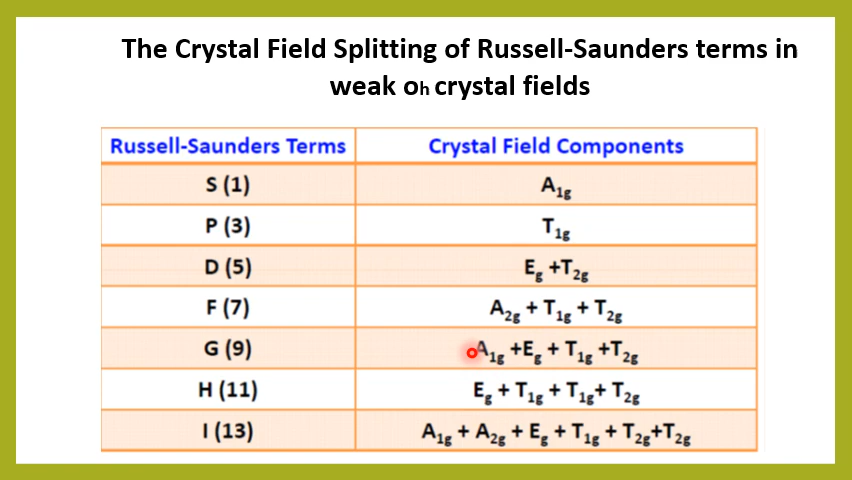 The Crystal Field Splitting of Russell-Saunders terms in
weak oh crystal fields
Russell-Saunders Terms Crystal Field Components
S (1) A1g
P (3) T1g
D (5) Eg +T2g
F (7) A2g + T1g + T2g
G (9) A1g +Eg + T1g +T2g
H (11) Eg + T1g + T1g+ T2g
I (13) A1g + A2g + Eg + T1g + T2g+T2g